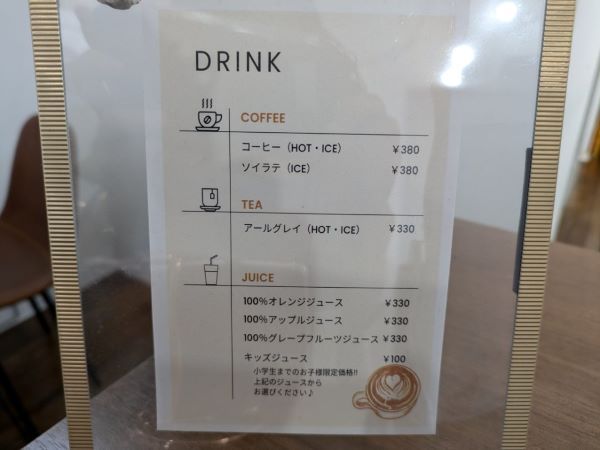 DRINK
COFFEE
コーヒー（HOT・ICE） ￥380
ソイラテ（ICE） ￥380
TEA
アールグレイ（HOT・ICE） ￥330
JUICE
100%オレンジジュース ￥330
100%アップルジュース ￥330
100%グレープフルーツジュース ￥330
キッズジュース ￥100
小学生までのお子様限定価格!!
上記のジュースから
お選びください♪